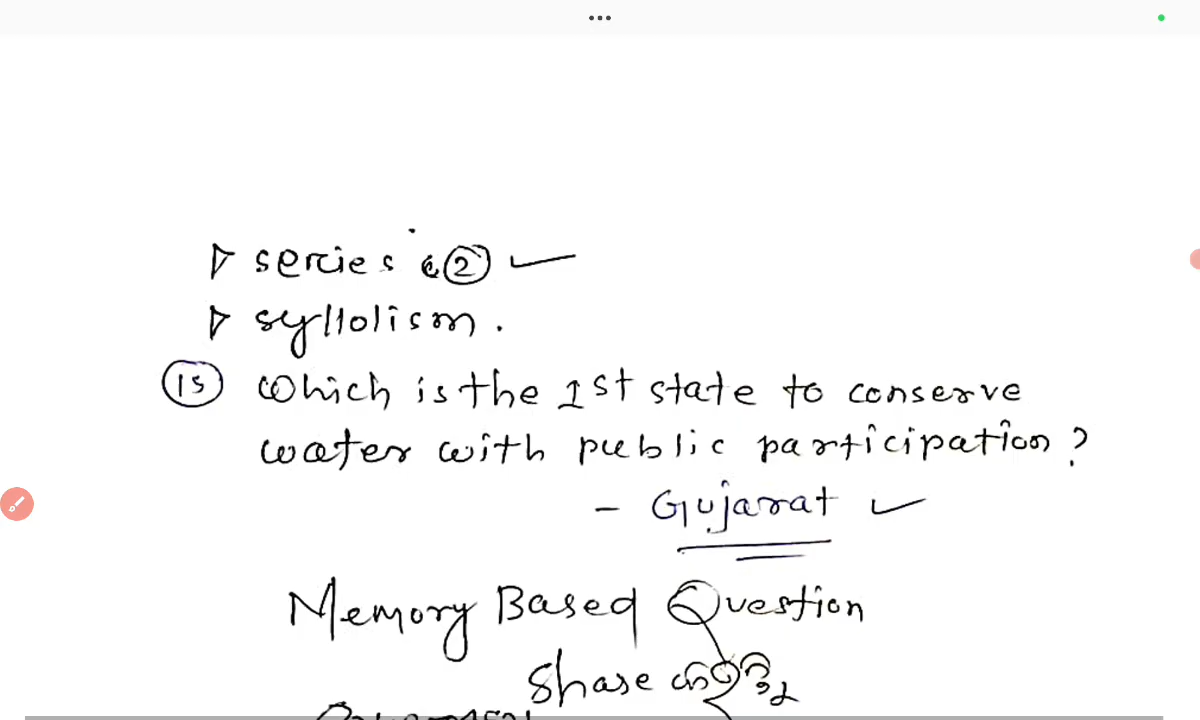 ▷ series (2)
▷ syllolism.
(15) Which is the 1st state to conserve
water with public participation?
- Gujarat ✓
Memory Based Question
Share